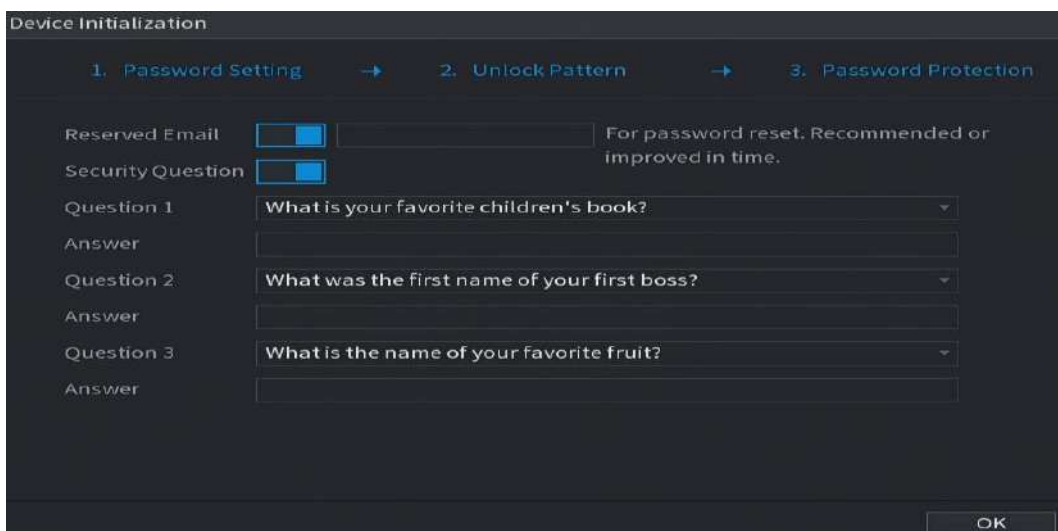 Device Initialization
1. Password Setting → 2. Unlock Pattern → 3. Password Protection
Reserved Email For password reset. Recommended or
improved in time.
Security Question
Question 1 What is your favorite children's book?
Answer
Question 2 What was the first name of your first boss?
Answer
Question 3 What is the name of your favorite fruit?
Answer
OK